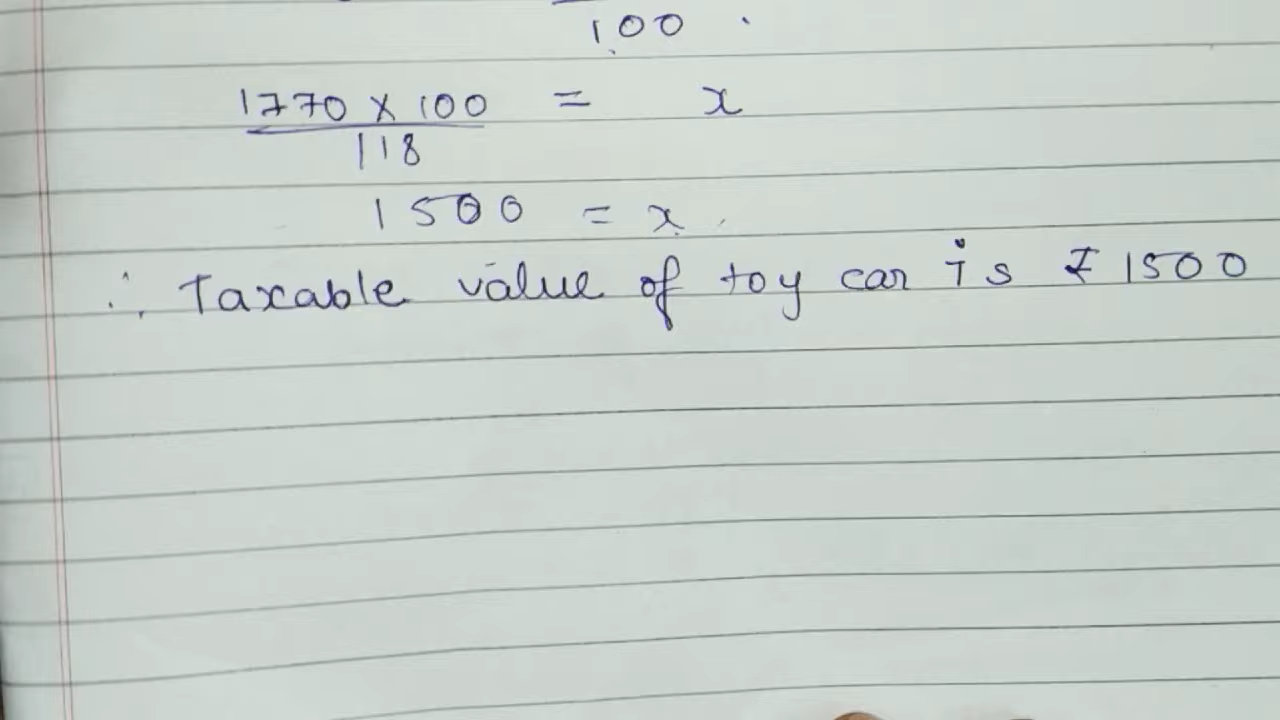 100 .
1770 x 100 = x
118
1500 = x.
∴ Taxable value of toy car is ₹ 1500